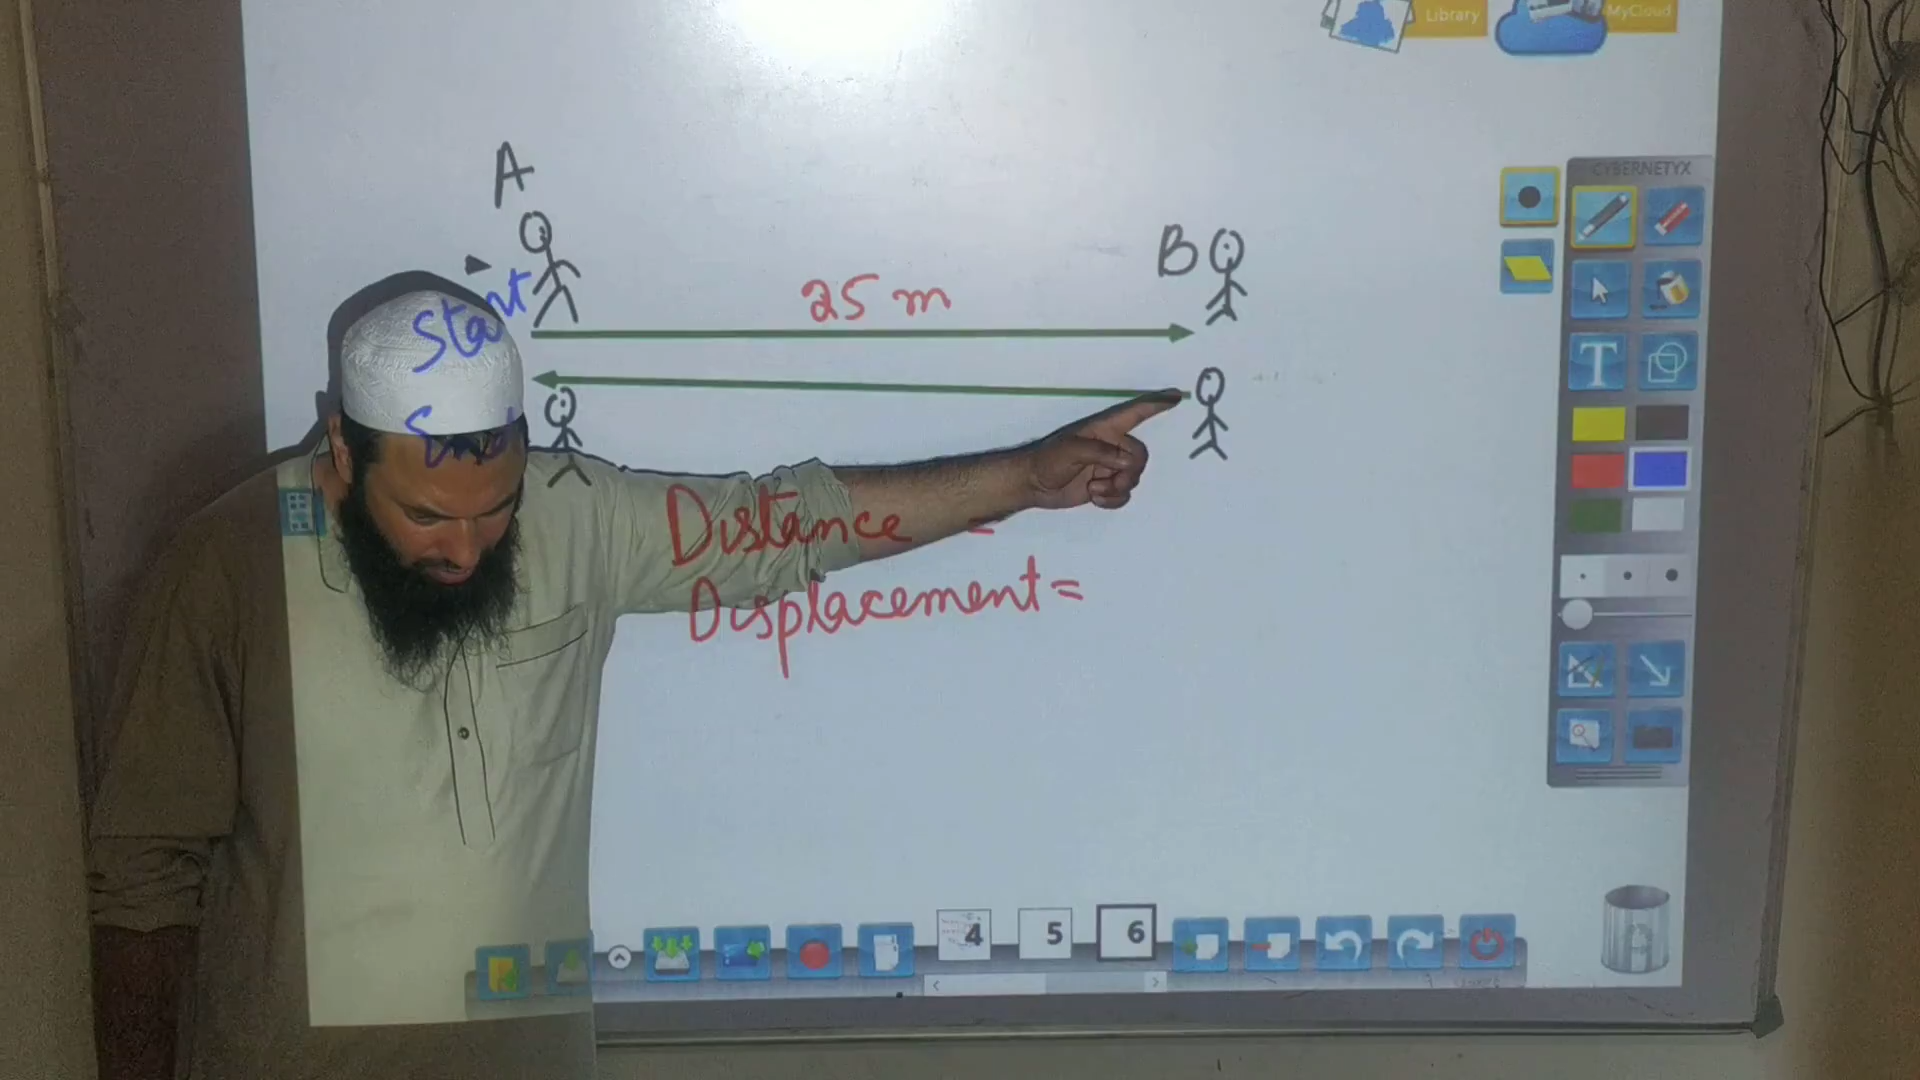 Library
MyCloud
A
CYBERNETYX
B
25 m
Start
End
T
Distance =
Displacement =
4
5
6